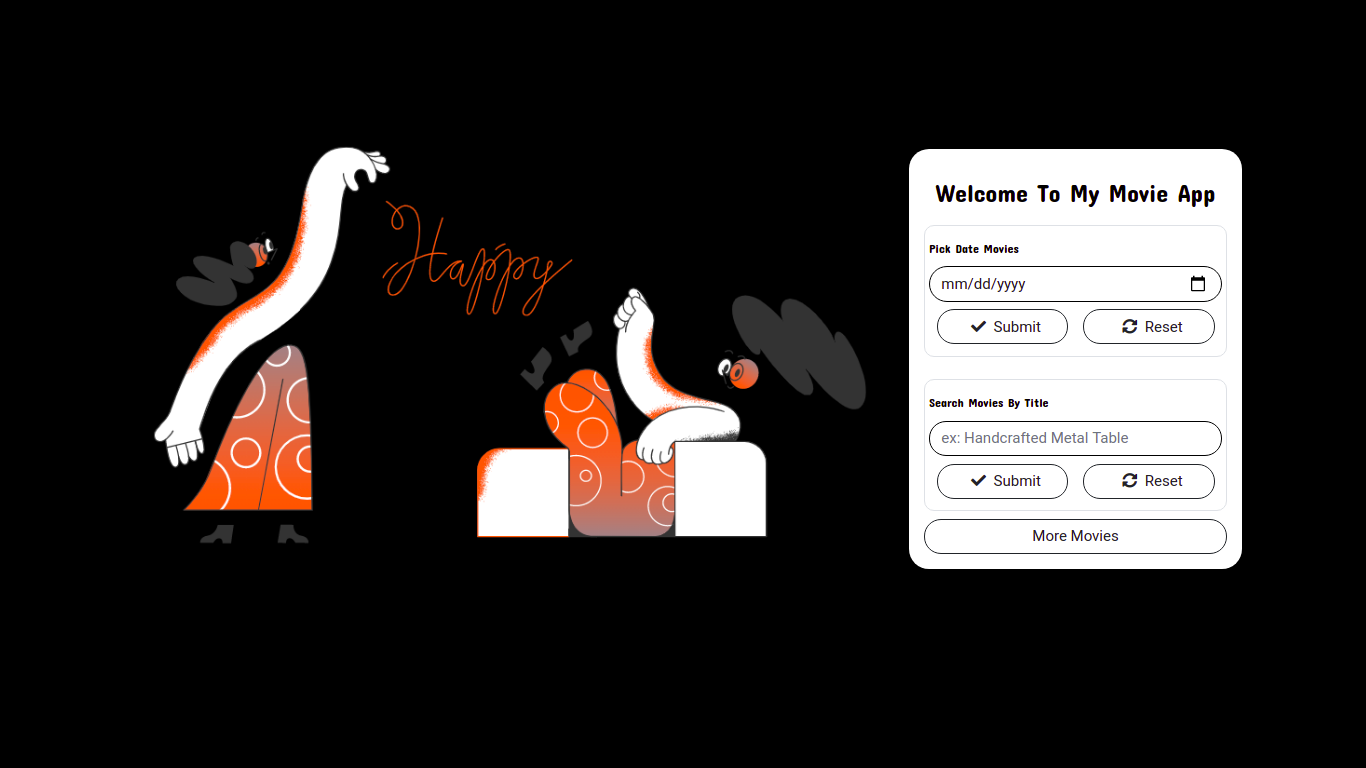 Happy
Welcome To My Movie App
Pick Date Movies
mm/dd/yyyy
Submit
Reset
Search Movies By Title
ex: Handcrafted Metal Table
Submit
Reset
More Movies